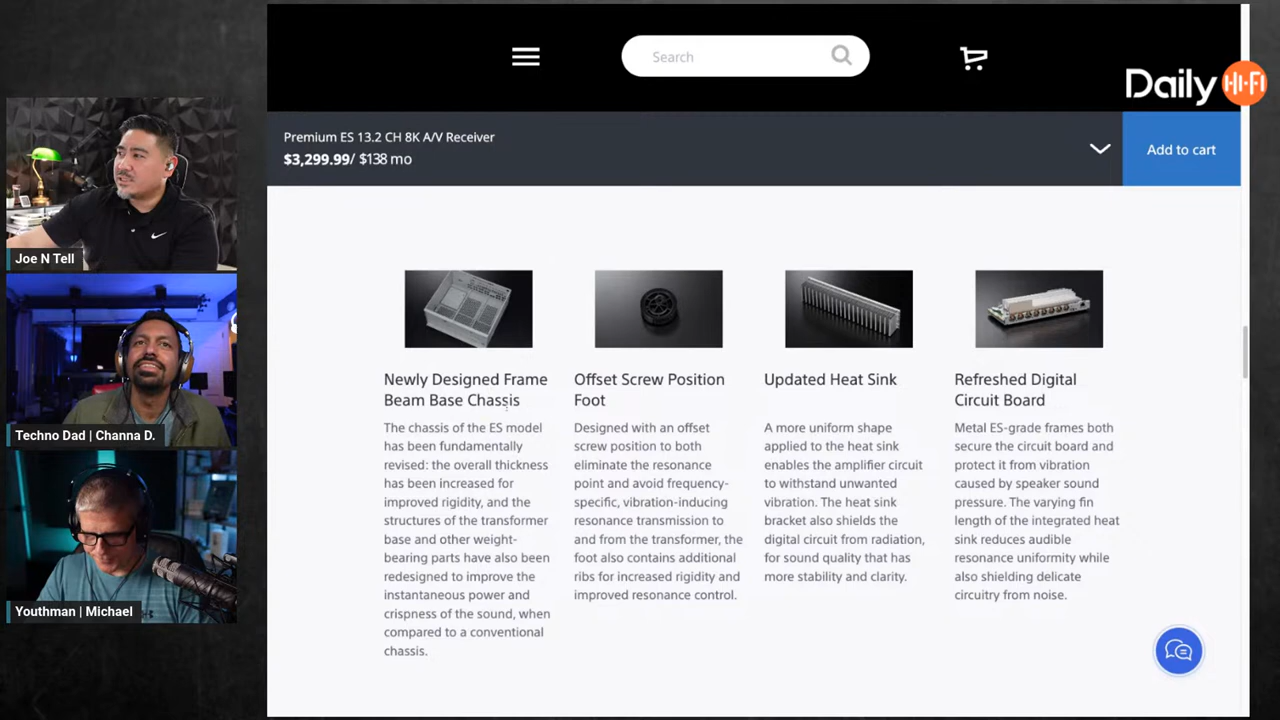 Search
Daily HI-FI
Premium ES 13.2 CH 8K A/V Receiver
$3,299.99/ $138 mo
Add to cart
Joe N Tell
Techno Dad | Channa D.
Youthman | Michael
Newly Designed Frame
Beam Base Chassis
The chassis of the ES model
has been fundamentally
revised: the overall thickness
has been increased for
improved rigidity, and the
structures of the transformer
base and other weight-
bearing parts have also been
redesigned to improve the
instantaneous power and
crispness of the sound, when
compared to a conventional
chassis.
Offset Screw Position
Foot
Designed with an offset
screw position to both
eliminate the resonance
point and avoid frequency-
specific, vibration-inducing
resonance transmission to
and from the transformer, the
foot also contains additional
ribs for increased rigidity and
improved resonance control.
Updated Heat Sink
A more uniform shape
applied to the heat sink
enables the amplifier circuit
to withstand unwanted
vibration. The heat sink
bracket also shields the
digital circuit from radiation,
for sound quality that has
more stability and clarity.
Refreshed Digital
Circuit Board
Metal ES-grade frames both
secure the circuit board and
protect it from vibration
caused by speaker sound
pressure. The varying fin
length of the integrated heat
sink reduces audible
resonance uniformity while
also shielding delicate
circuitry from noise.